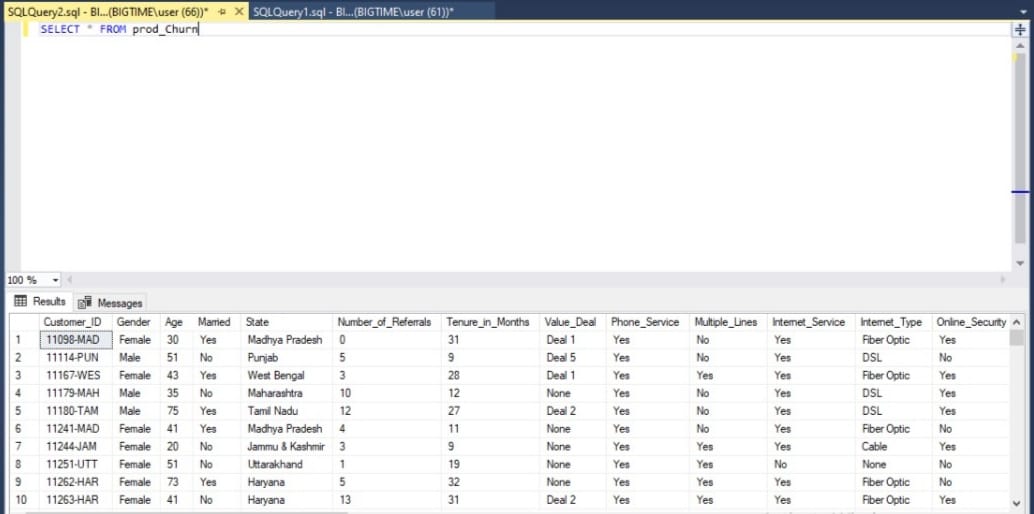 SQLQuery2.sql - BI...(BIGTIME\user (66))* SQLQuery1.sql - BI...(BIGTIME\user (61))*
SELECT * FROM prod_Churn
100 %
Results Messages
Customer_ID Gender Age Married State Number_of_Referrals Tenure_in_Months Value_Deal Phone_Service Multiple_Lines Internet_Service Internet_Type Online_Security
1 11098-MAD Female 30 Yes Madhya Pradesh 0 31 Deal 1 Yes No Yes Fiber Optic Yes
2 11114-PUN Male 51 No Punjab 5 9 Deal 5 Yes No Yes DSL No
3 11167-WES Female 43 Yes West Bengal 3 28 Deal 1 Yes Yes Yes Fiber Optic Yes
4 11179-MAH Male 35 No Maharashtra 10 12 None Yes No Yes DSL No
5 11180-TAM Male 75 Yes Tamil Nadu 12 27 Deal 2 Yes No Yes DSL Yes
6 11241-MAD Female 41 Yes Madhya Pradesh 4 11 None Yes No Yes Fiber Optic No
7 11244-JAM Female 20 No Jammu & Kashmir 3 9 None Yes Yes Yes Cable Yes
8 11251-UTT Female 51 No Uttarakhand 1 19 None Yes Yes No None No
9 11262-HAR Female 73 Yes Haryana 5 32 None Yes Yes Yes Fiber Optic No
10 11263-HAR Female 41 No Haryana 13 31 Deal 2 Yes Yes Yes Fiber Optic Yes